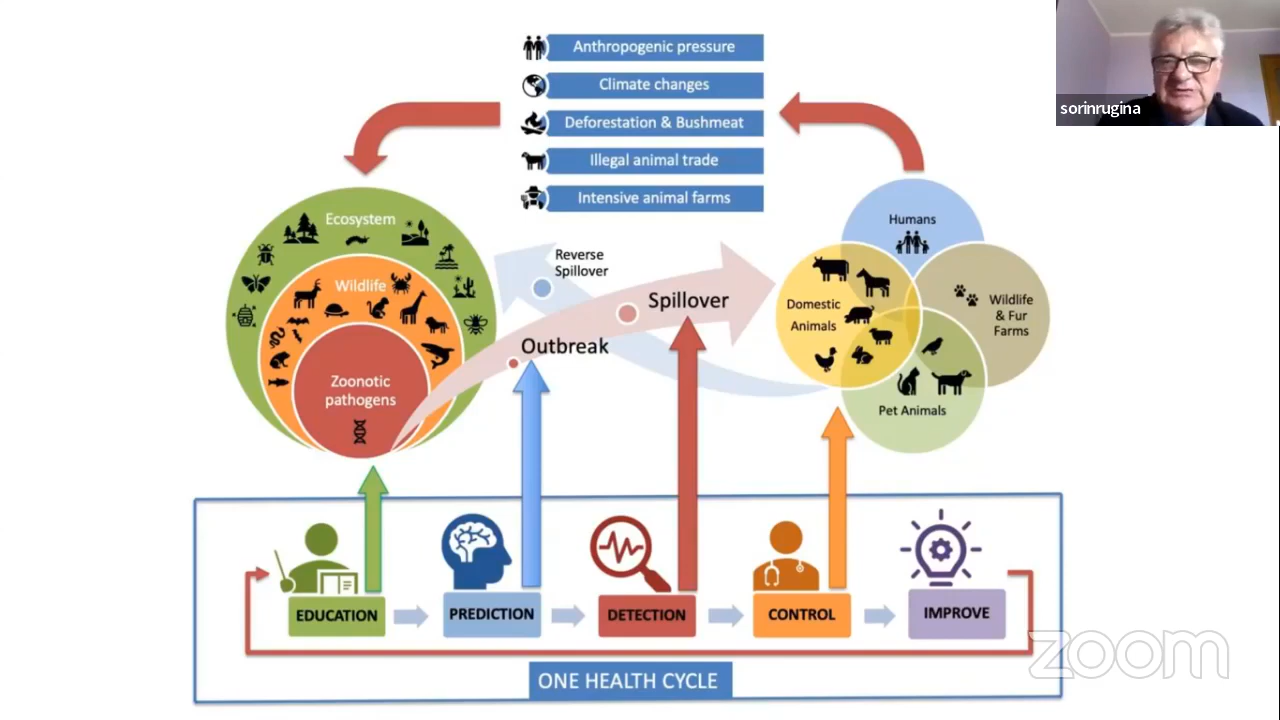 Anthropogenic pressure
Climate changes
Deforestation & Bushmeat
Illegal animal trade
Intensive animal farms
sorinrugina
Ecosystem
Wildlife
Zoonotic
pathogens
Reverse
Spillover
Spillover
Outbreak
Humans
Domestic
Animals
Wildlife
& Fur
Farms
Pet Animals
EDUCATION
PREDICTION
DETECTION
CONTROL
IMPROVE
ONE HEALTH CYCLE
zoom